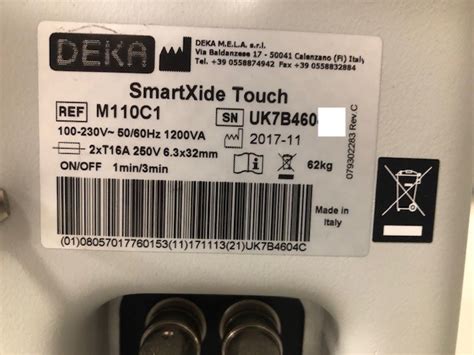 DEKA
DEKA M.E.L.A. s.r.l.
Via Baldanzese 17 - 50041 Calenzano (Fi) Italy
Tel. +39 0558874942 Fax +39 0558832884
SmartXide Touch
REF M110C1
SN UK7B460
100-230V~ 50/60Hz 1200VA
2017-11
2xT16A 250V 6.3x32mm
ON/OFF 1min/3min
62kg
079302283 Rev.C
Made in
Italy
(01)08057017760153(11)171113(21)UK7B4604C